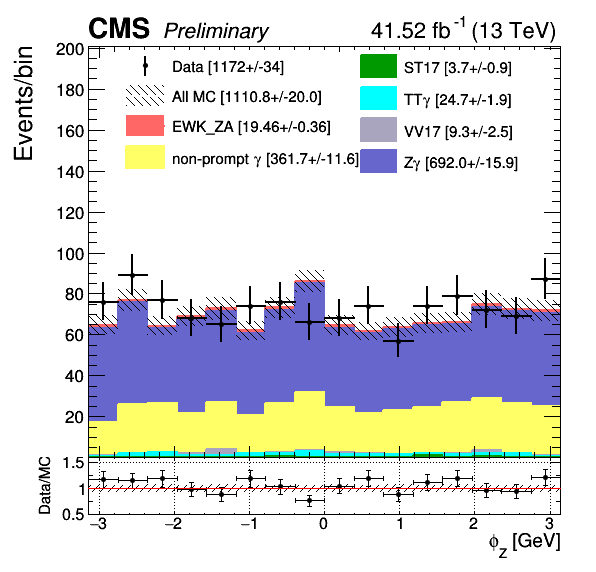 CMS Preliminary 41.52 fb⁻¹ (13 TeV)
Events/bin
200
180
160
140
120
100
80
60
40
20
Data [1172+/-34]
All MC [1110.8+/-20.0]
EWK_ZA [19.46+/-0.36]
non-prompt γ [361.7+/-11.6]
ST17 [3.7+/-0.9]
TTγ [24.7+/-1.9]
VV17 [9.3+/-2.5]
Zγ [692.0+/-15.9]
Data/MC
1.5
1
0.5
−3 −2 −1 0 1 2 3
ϕ_Z [GeV]